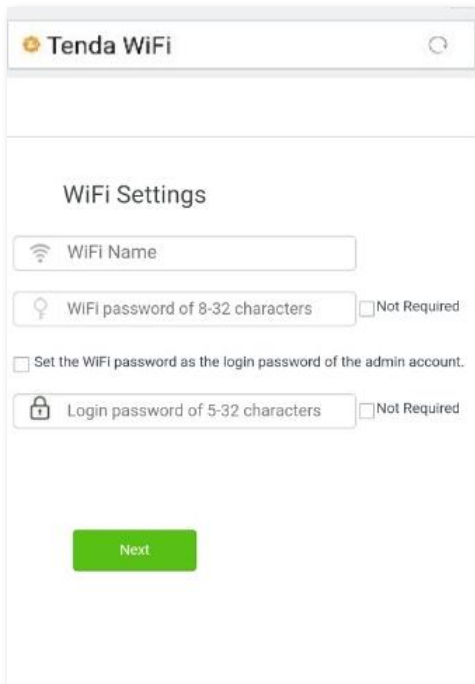 Tenda WiFi
WiFi Settings
WiFi Name
WiFi password of 8-32 characters Not Required
Set the WiFi password as the login password of the admin account.
Login password of 5-32 characters Not Required
Next